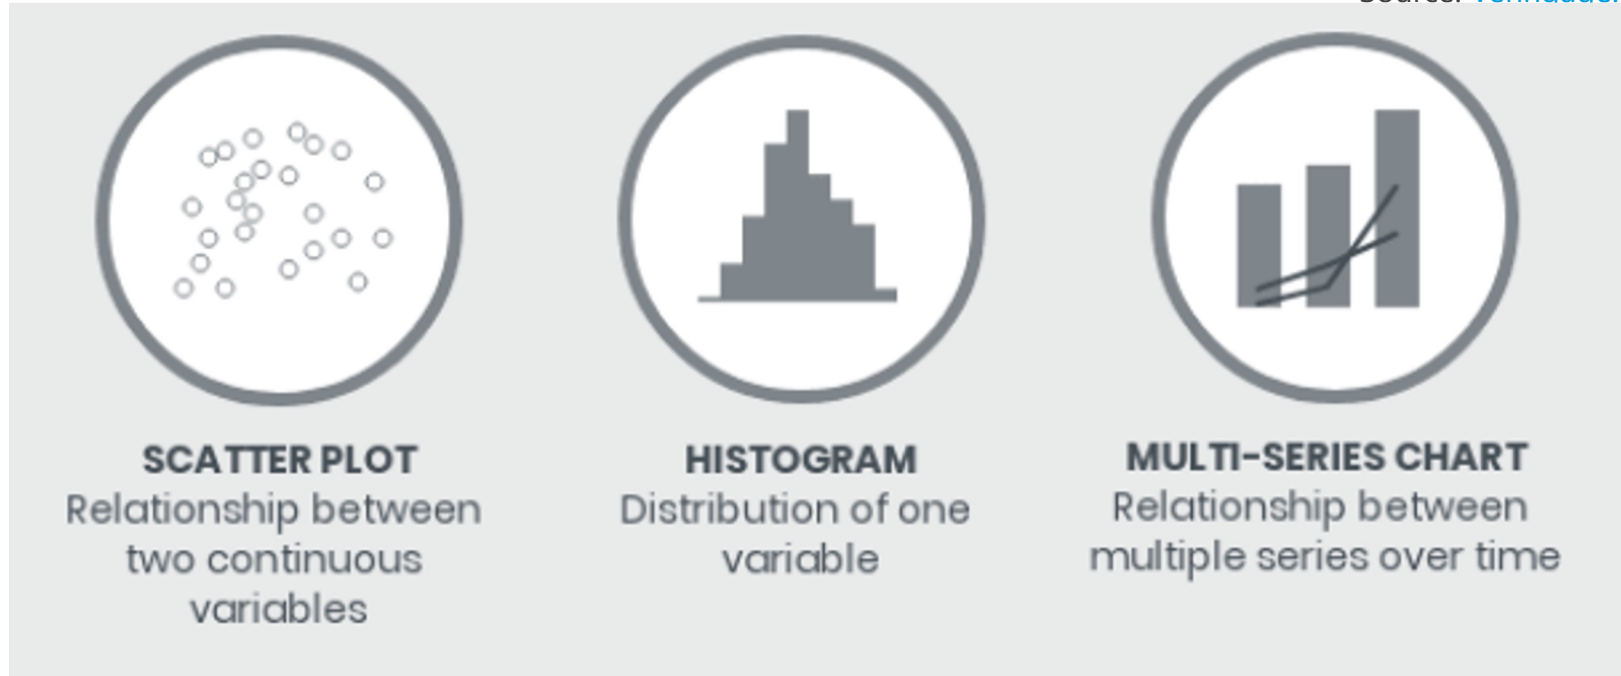 Source:
SCATTER PLOT
Relationship between
two continuous
variables
HISTOGRAM
Distribution of one
variable
MULTI-SERIES CHART
Relationship between
multiple series over time